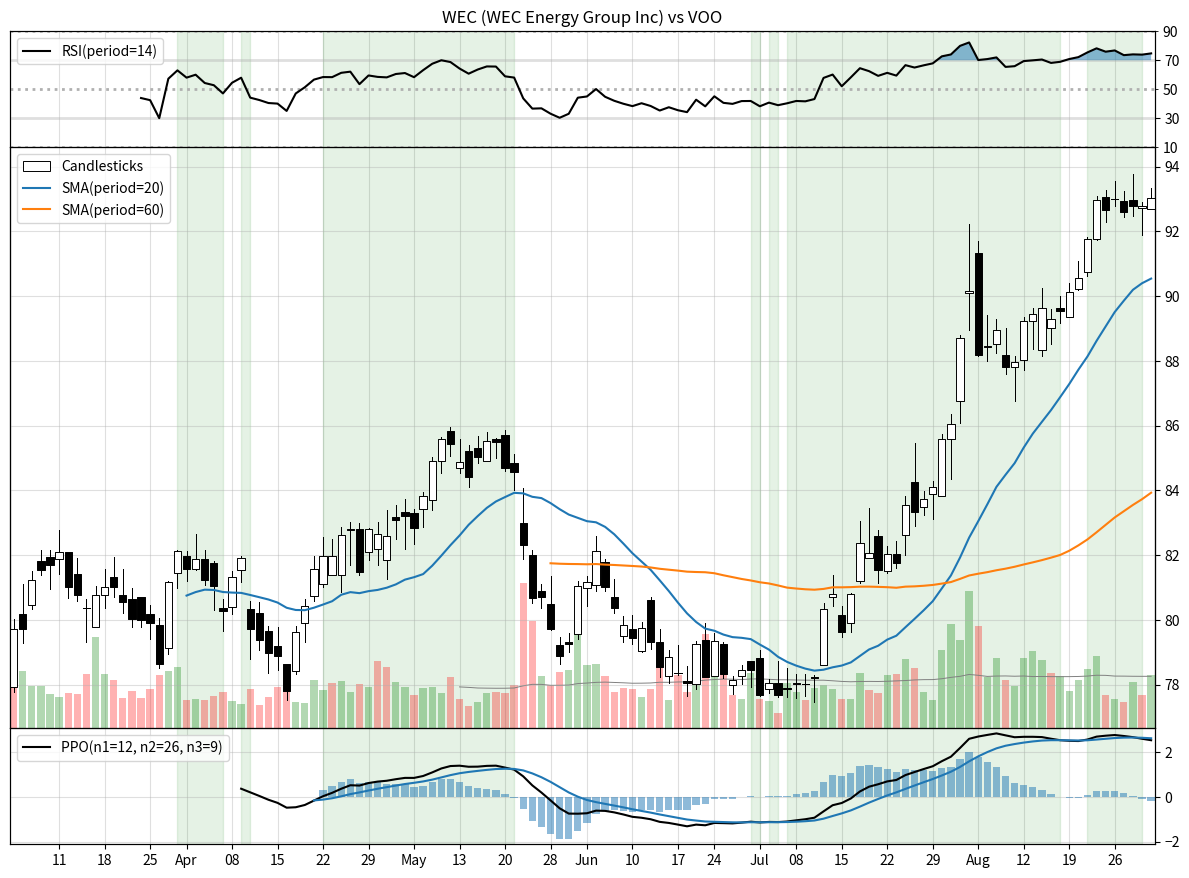 WEC (WEC Energy Group Inc) vs VOO
RSI(period=14)
90
70
50
30
10
Candlesticks
SMA(period=20)
SMA(period=60)
94
92
90
88
86
84
82
80
78
PPO(n1=12, n2=26, n3=9)
2
0
−2
11 18 25 Apr 08 15 22 29 May 13 20 28 Jun 10 17 24 Jul 08 15 22 29 Aug 12 19 26